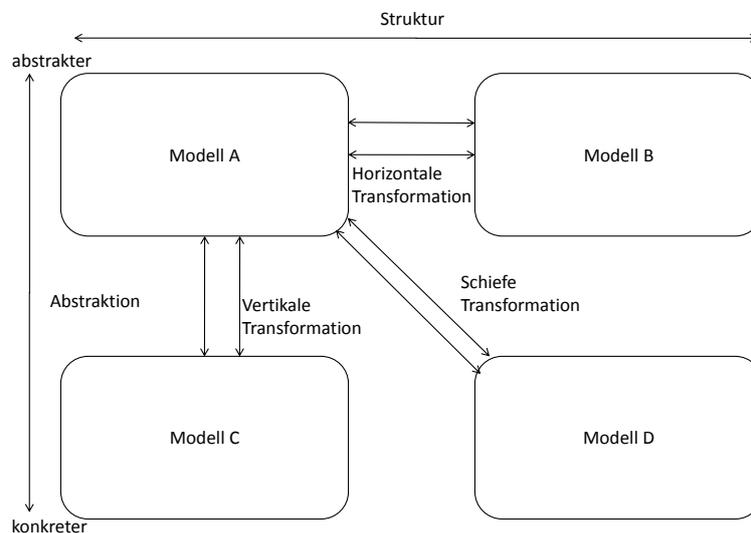 Struktur
abstrakter
Modell A
Modell B
Horizontale
Transformation
Abstraktion
Vertikale
Transformation
Schiefe
Transformation
Modell C
Modell D
konkreter